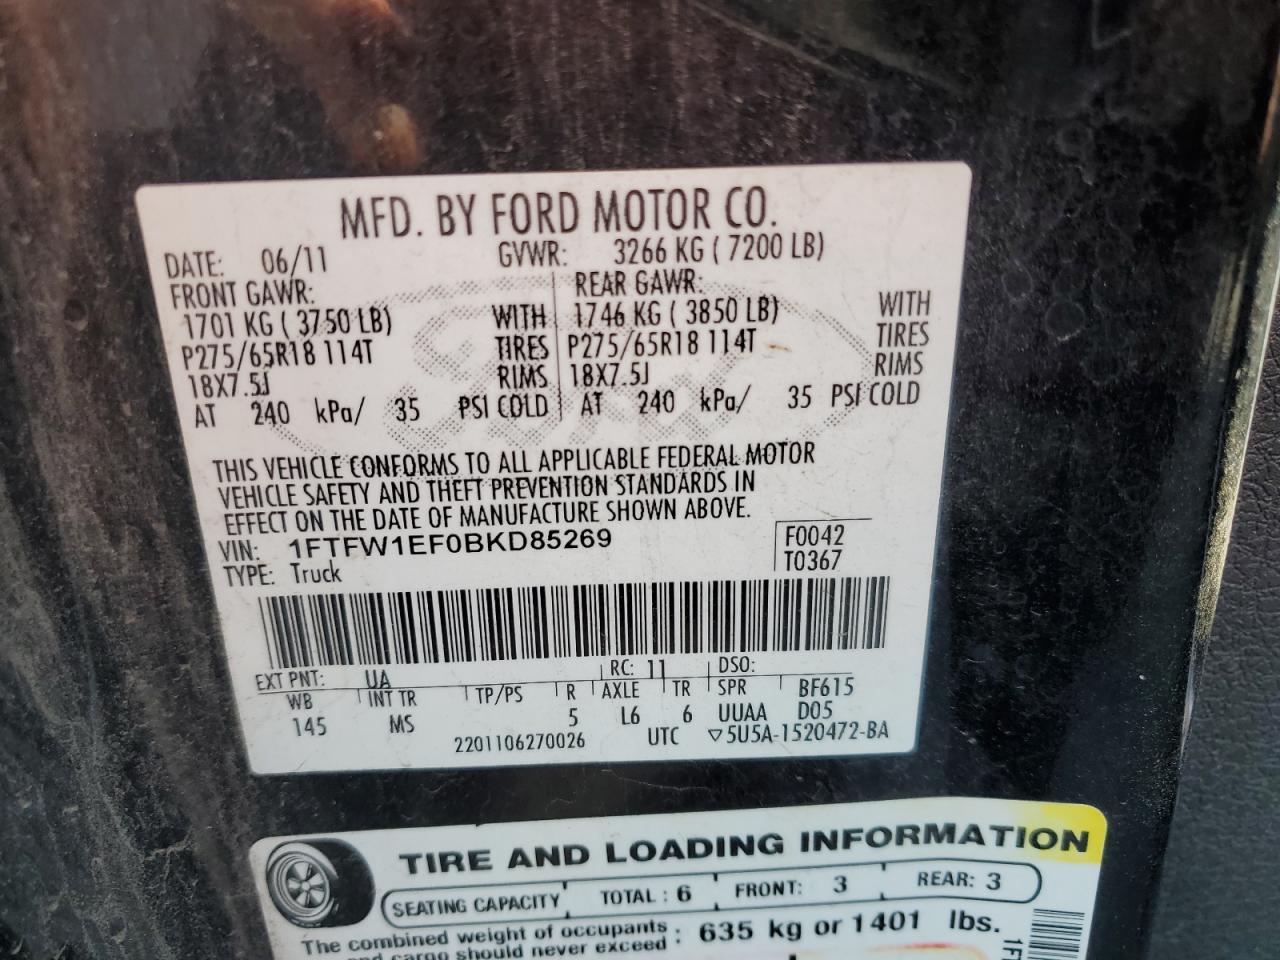 MFD. BY FORD MOTOR CO.
DATE: 06/11 GVWR: 3266 KG ( 7200 LB)
FRONT GAWR: REAR GAWR:
1701 KG ( 3750 LB) WITH 1746 KG ( 3850 LB) WITH
P275/65R18 114T TIRES P275/65R18 114T TIRES
18X7.5J RIMS 18X7.5J RIMS
AT 240 kPa/ 35 PSI COLD AT 240 kPa/ 35 PSI COLD
THIS VEHICLE CONFORMS TO ALL APPLICABLE FEDERAL MOTOR
VEHICLE SAFETY AND THEFT PREVENTION STANDARDS IN
EFFECT ON THE DATE OF MANUFACTURE SHOWN ABOVE.
VIN: 1FTFW1EF0BKD85269 F0042
TYPE: Truck T0367
EXT PNT: UA RC: 11 DSO:
WB INT TR TP/PS R AXLE TR SPR BF615
145 MS 5 L6 6 UUAA D05
2201106270026 UTC ▽5U5A-1520472-BA
TIRE AND LOADING INFORMATION
SEATING CAPACITY TOTAL : 6 FRONT: 3 REAR: 3
The combined weight of occupants : 635 kg or 1401 lbs.
and cargo should never exceed